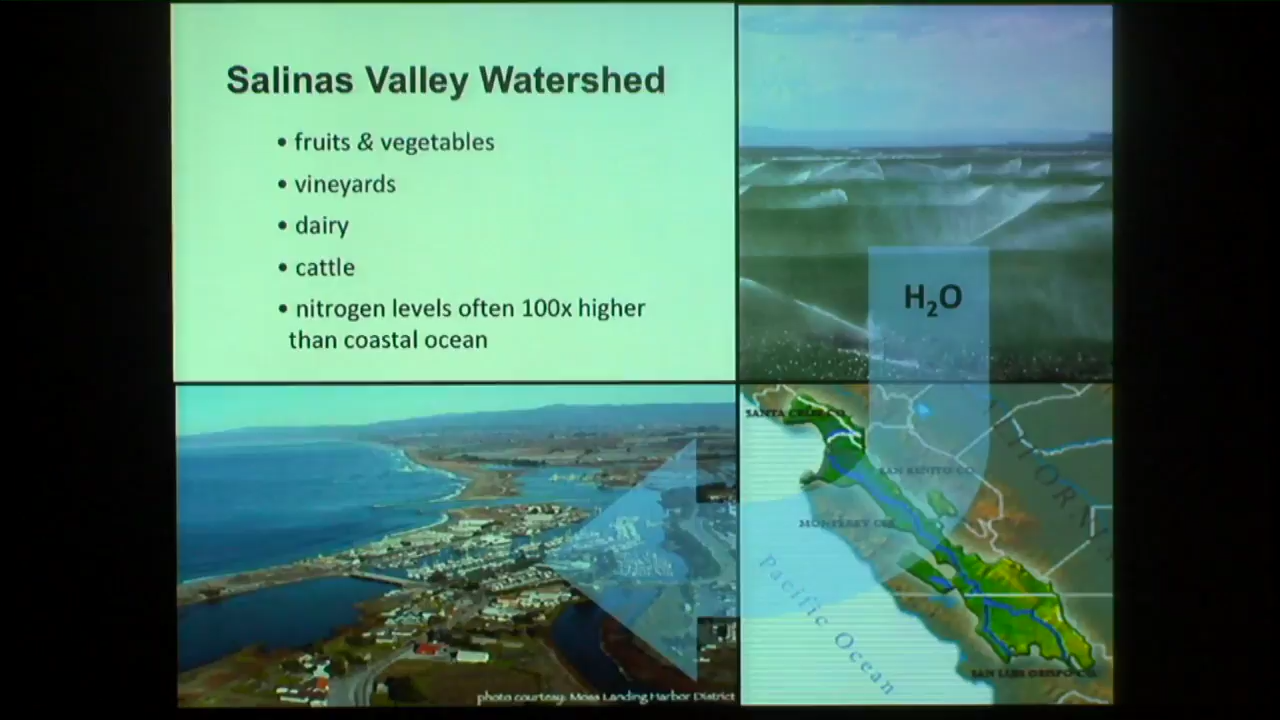 Salinas Valley Watershed
• fruits & vegetables
• vineyards
• dairy
• cattle
• nitrogen levels often 100x higher
than coastal ocean
H₂O
SANTA CRUZ CO.
SAN BENITO CO.
MONTEREY CO.
CALIFORNIA
Pacific Ocean
SAN LUIS OBISPO CO.
photo courtesy: Moss Landing Harbor District